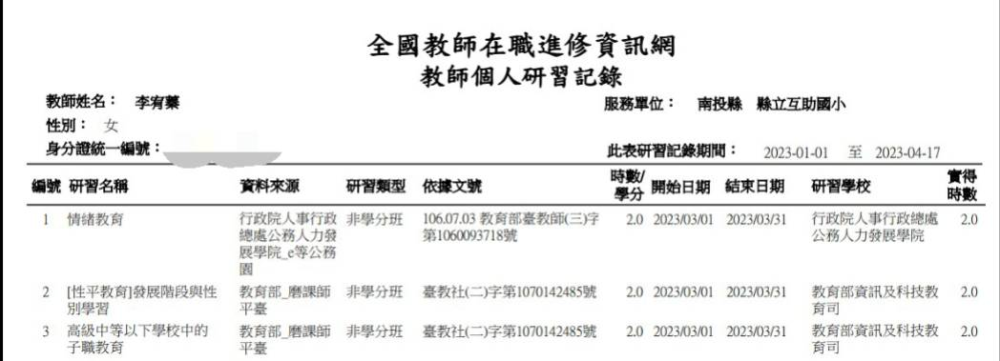 全國教師在職進修資訊網
教師個人研習記錄
教師姓名： 李宥蓁 服務單位： 南投縣 縣立互助國小
性別： 女
身分證統一編號： 此表研習記錄期間： 2023-01-01 至 2023-04-17
編號 研習名稱 資料來源 研習類型 依據文號 時數/學分 開始日期 結束日期 研習學校 實得時數
1 情緒教育 行政院人事行政 非學分班 106.07.03 教育部臺教師(三)字 2.0 2023/03/01 2023/03/31 行政院人事行政總處 2.0
總處公務人力發 第1060093718號 公務人力發展學院
展學院_e等公務
園
2 [性平教育]發展階段與性 教育部_磨課師 非學分班 臺教社(二)字第1070142485號 2.0 2023/03/01 2023/03/31 教育部資訊及科技教 2.0
別學習 平臺 育司
3 高級中等以下學校中的 教育部_磨課師 非學分班 臺教社(二)字第1070142485號 2.0 2023/03/01 2023/03/31 教育部資訊及科技教 2.0
子職教育 平臺 育司